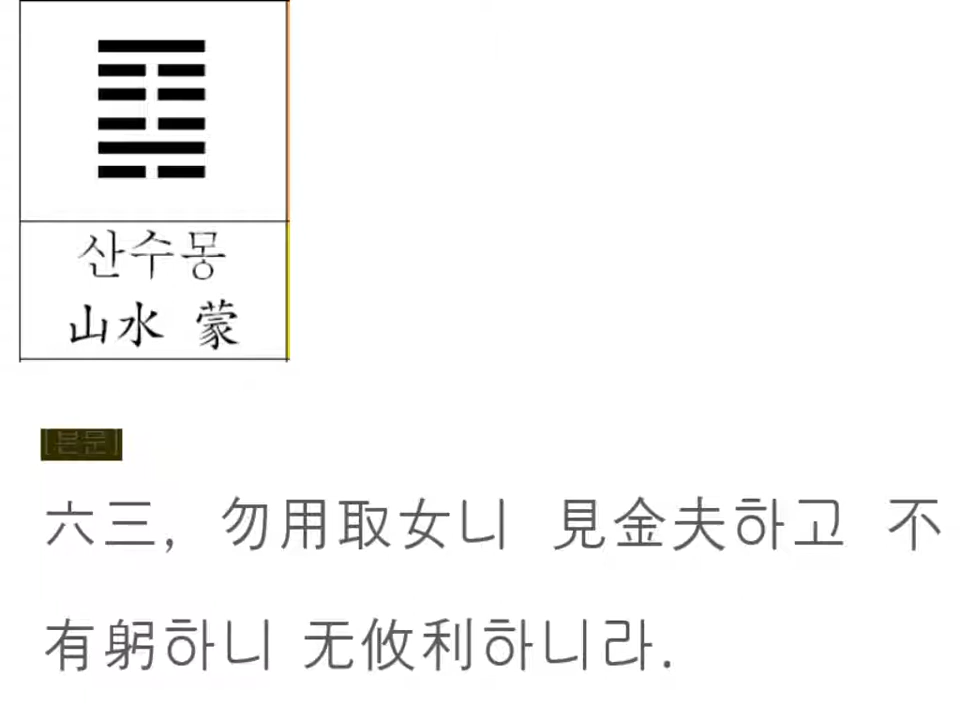 산수몽
山水 蒙
[본문]
六三, 勿用取女니 見金夫하고 不
有躬하니 无攸利하니라.